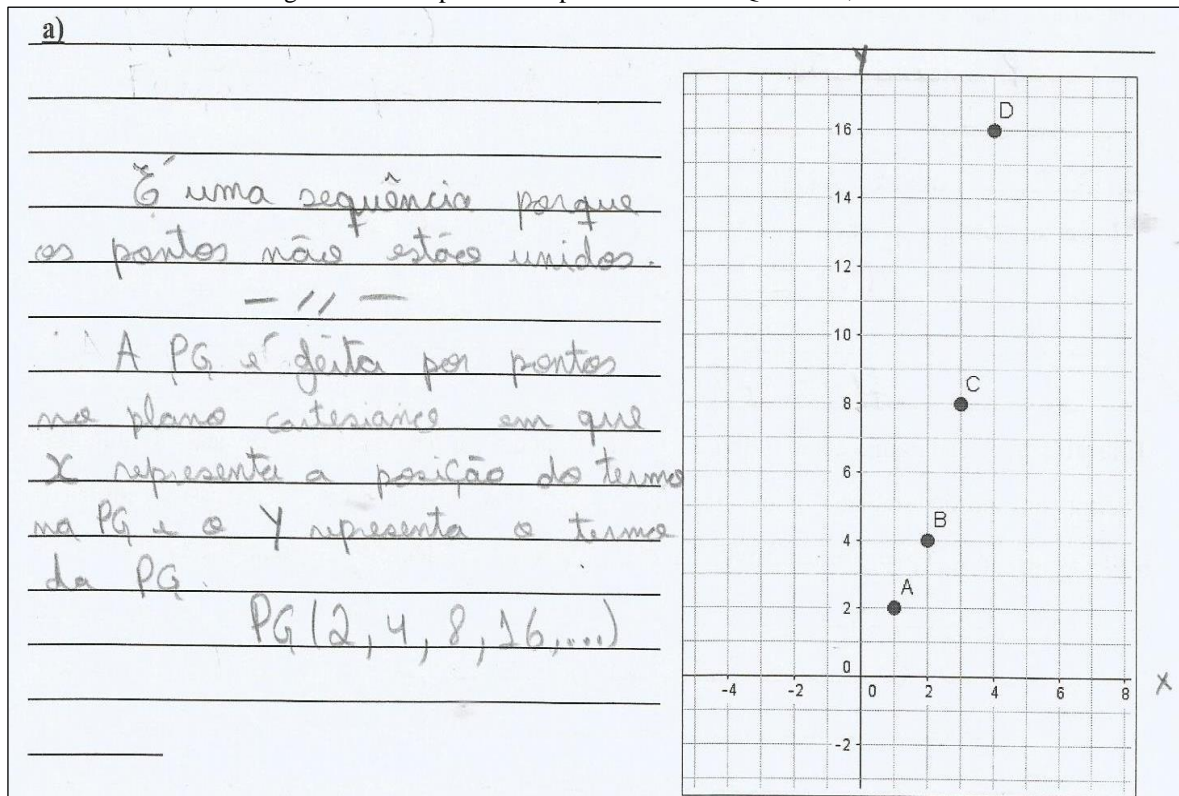 a)
É uma sequência porque
os pontos não estão unidos.
— // —
A PG é feita por pontos
no plano cartesiano em que
X representa a posição do termo
na PG e o Y representa o termo
da PG.
PG (2, 4, 8, 16,...)
Y
D
16
14
12
10
C
8
6
B
4
A
2
0
-4 -2 0 2 4 6 8 X
-2